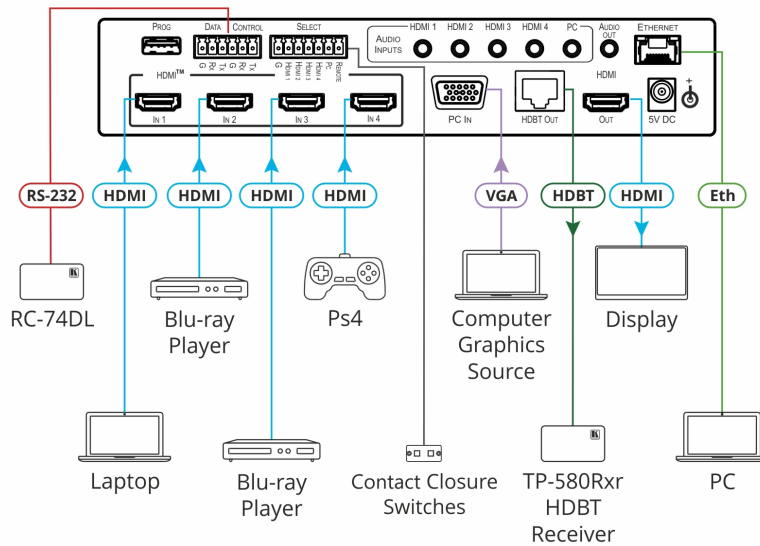 PROG
DATA CONTROL
SELECT
AUDIO INPUTS
HDMI 1
HDMI 2
HDMI 3
HDMI 4
PC
AUDIO OUT
ETHERNET
G
Rx
Tx
G
Rx
Tx
G
HDMI 1
HDMI 2
HDMI 3
HDMI 4
PC
REMOTE
HDMI™
HDMI
+
IN 1
IN 2
IN 3
IN 4
PC IN
HDBT OUT
OUT
5V DC
RS-232
HDMI
HDMI
HDMI
HDMI
VGA
HDBT
HDMI
Eth
K
RC-74DL
Blu-ray
Player
Ps4
Computer
Graphics
Source
Display
K
Laptop
Blu-ray
Player
Contact Closure
Switches
TP-580Rxr
HDBT
Receiver
PC